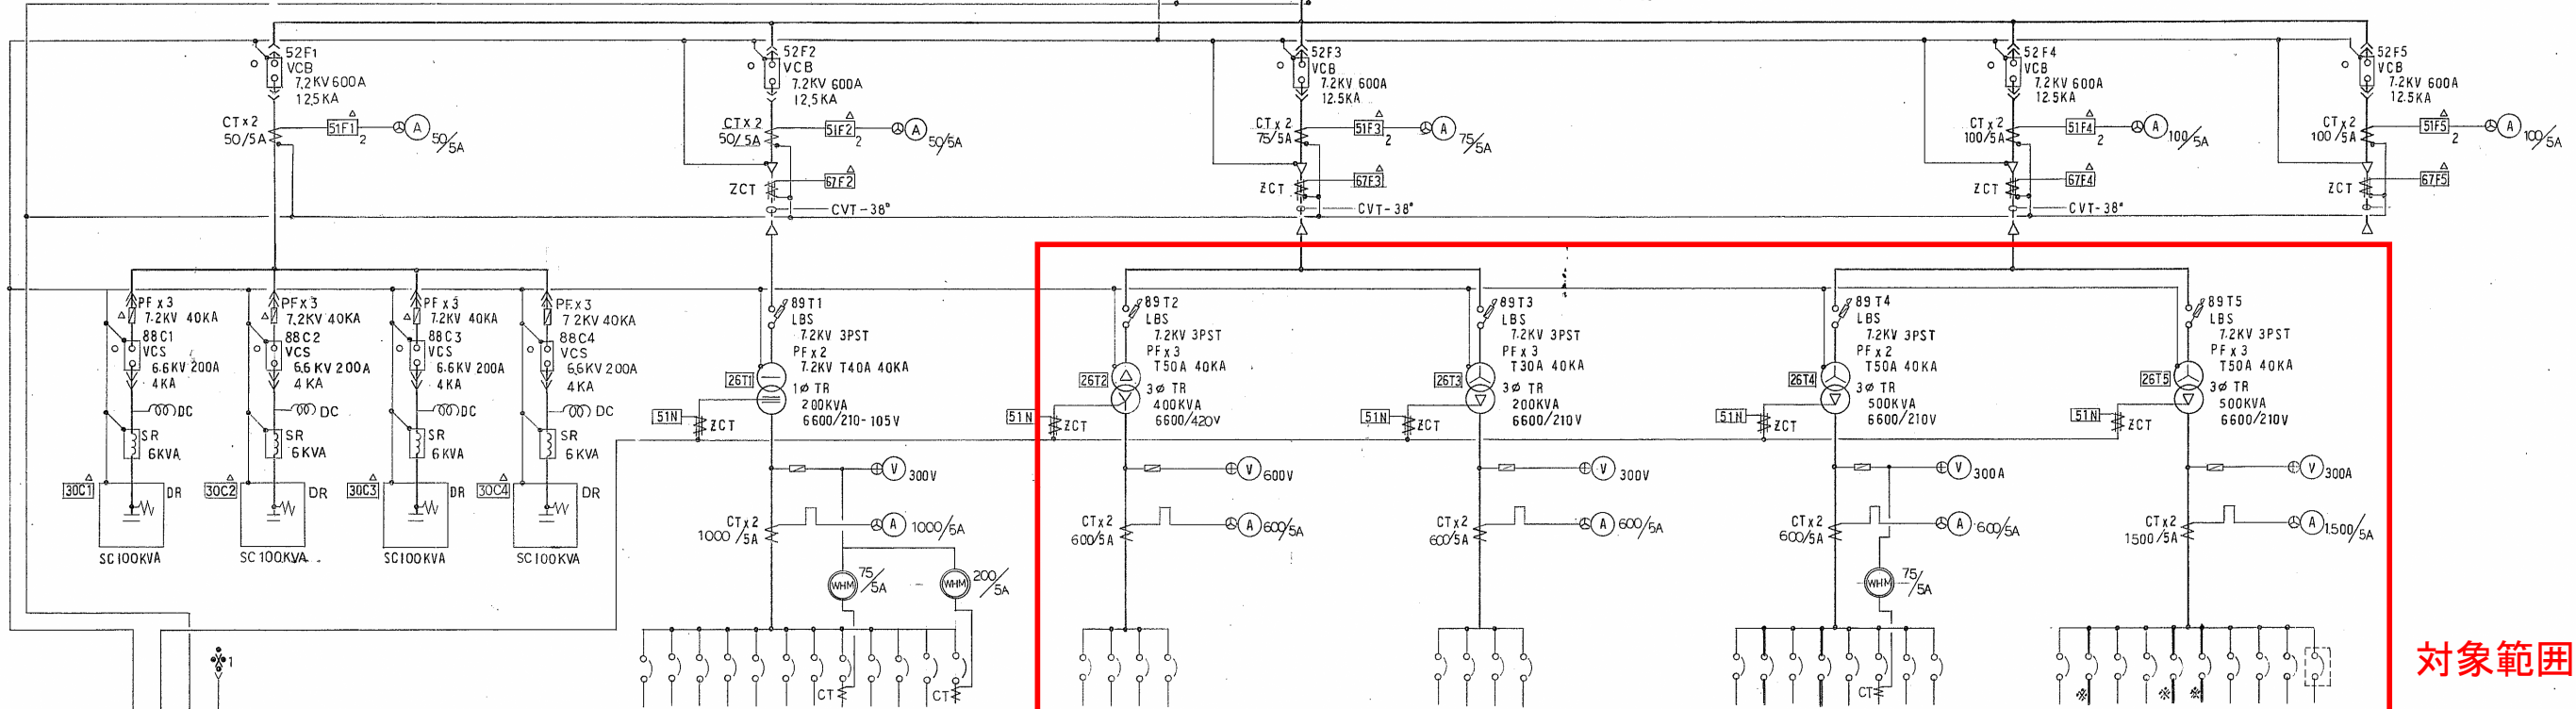 52F1
VCB
7.2KV 600A
12.5KA
CT×2
50/5A
51F1
2
A
50/5A
52F2
VCB
7.2KV 600A
12.5KA
CT×2
50/5A
51F2
2
A
50/5A
67F2
ZCT
CVT-38°
52F3
VCB
7.2KV 600A
12.5KA
CT×2
75/5A
51F3
2
A
75/5A
67F3
ZCT
CVT-38°
52F4
VCB
7.2KV 600A
12.5KA
CT×2
100/5A
51F4
2
A
100/5A
67F4
ZCT
CVT-38°
52F5
VCB
7.2KV 600A
12.5KA
CT×2
100/5A
51F5
2
A
100/5A
67F5
ZCT
PF×3
7.2KV 40KA
88C1
VCS
6.6KV 200A
4KA
DC
SR
6KVA
30C1
DR
SC100KVA
PF×3
7.2KV 40KA
88C2
VCS
6.6KV 200A
4KA
DC
SR
6KVA
30C2
DR
SC100KVA
PF×3
7.2KV 40KA
88C3
VCS
6.6KV 200A
4KA
DC
SR
6KVA
30C3
DR
SC100KVA
PF×3
7.2KV 40KA
88C4
VCS
6.6KV 200A
4KA
DC
SR
6KVA
30C4
DR
SC100KVA
※1
89T1
LBS
7.2KV 3PST
PF×2
7.2KV T40A 40KA
26T1
1ø TR
200KVA
6600/210-105V
51N
ZCT
V
300V
CT×2
1000/5A
A
1000/5A
WHM
75/5A
WHM
200/5A
CT
CT
89T2
LBS
7.2KV 3PST
PF×3
T50A 40KA
26T2
3ø TR
400KVA
6600/420V
51N
ZCT
V
600V
CT×2
600/5A
A
600/5A
89T3
LBS
7.2KV 3PST
PF×3
T30A 40KA
26T3
3ø TR
200KVA
6600/210V
51N
ZCT
V
300V
CT×2
600/5A
A
600/5A
89T4
LBS
7.2KV 3PST
PF×2
T50A 40KA
26T4
3ø TR
500KVA
6600/210V
51N
ZCT
V
300A
CT×2
600/5A
A
600/5A
WHM
75/5A
CT
89T5
LBS
7.2KV 3PST
PF×3
T50A 40KA
26T5
3ø TR
500KVA
6600/210V
51N
ZCT
V
300A
CT×2
1500/5A
A
1500/5A
※
※
※
対象範囲